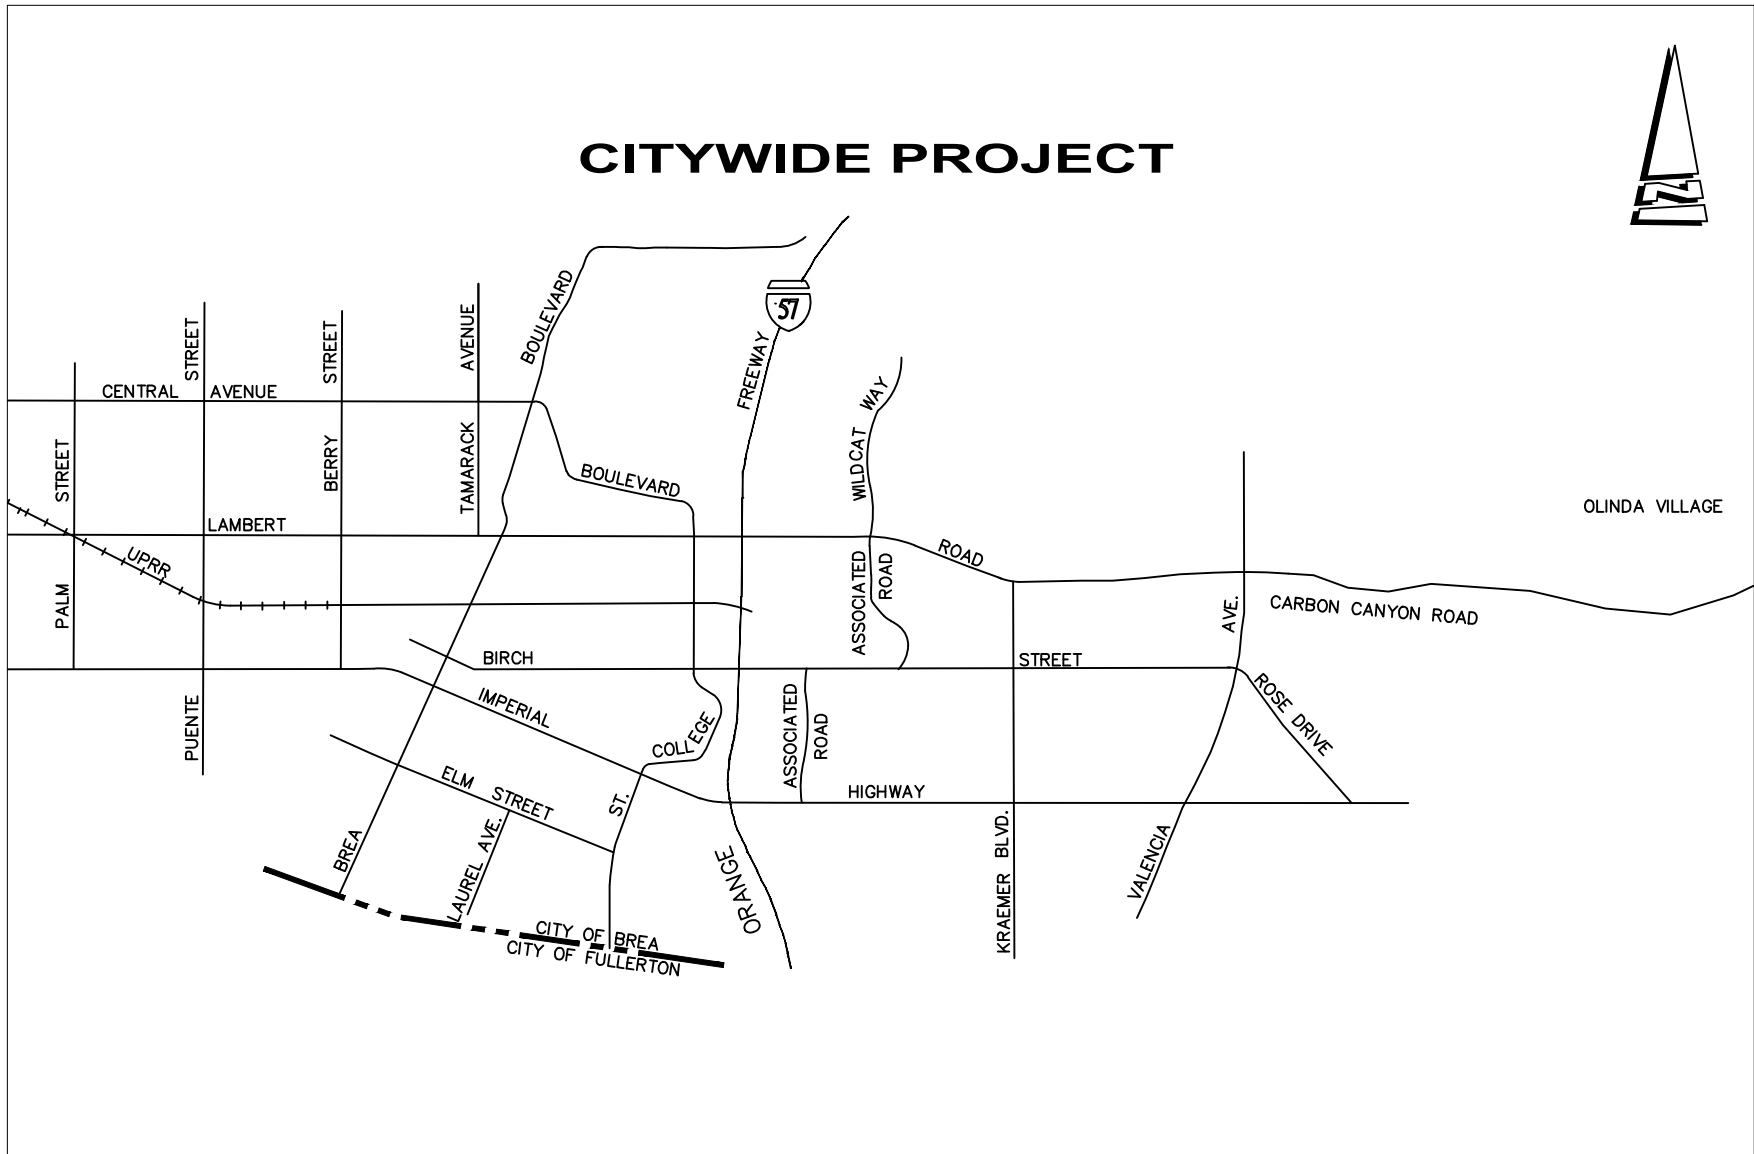 CITYWIDE PROJECT
N
57
BOULEVARD
STREET
STREET
AVENUE
FREEWAY
WAY
CENTRAL AVENUE
STREET
BERRY
TAMARACK
BOULEVARD
WILDCAT
OLINDA VILLAGE
LAMBERT
ROAD
UPRR
PALM
ASSOCIATED
ROAD
AVE.
CARBON CANYON ROAD
BIRCH
STREET
PUENTE
IMPERIAL
COLLEGE
ASSOCIATED
ROAD
ROSE DRIVE
ELM STREET
ST.
HIGHWAY
BREA
LAUREL AVE.
ORANGE
KRAEMER BLVD.
VALENCIA
CITY OF BREA
CITY OF FULLERTON